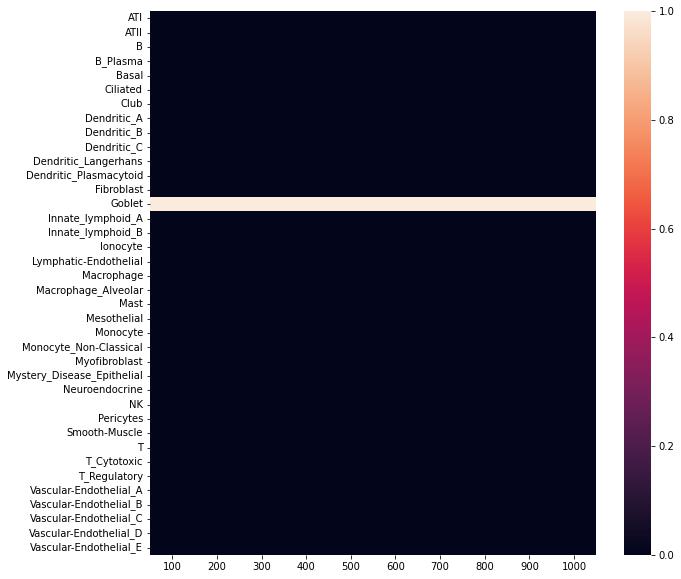 ATI
ATII
B
B_Plasma
Basal
Ciliated
Club
Dendritic_A
Dendritic_B
Dendritic_C
Dendritic_Langerhans
Dendritic_Plasmacytoid
Fibroblast
Goblet
Innate_lymphoid_A
Innate_lymphoid_B
Ionocyte
Lymphatic-Endothelial
Macrophage
Macrophage_Alveolar
Mast
Mesothelial
Monocyte
Monocyte_Non-Classical
Myofibroblast
Mystery_Disease_Epithelial
Neuroendocrine
NK
Pericytes
Smooth-Muscle
T
T_Cytotoxic
T_Regulatory
Vascular-Endothelial_A
Vascular-Endothelial_B
Vascular-Endothelial_C
Vascular-Endothelial_D
Vascular-Endothelial_E
100 200 300 400 500 600 700 800 900 1000
1.0
0.8
0.6
0.4
0.2
0.0